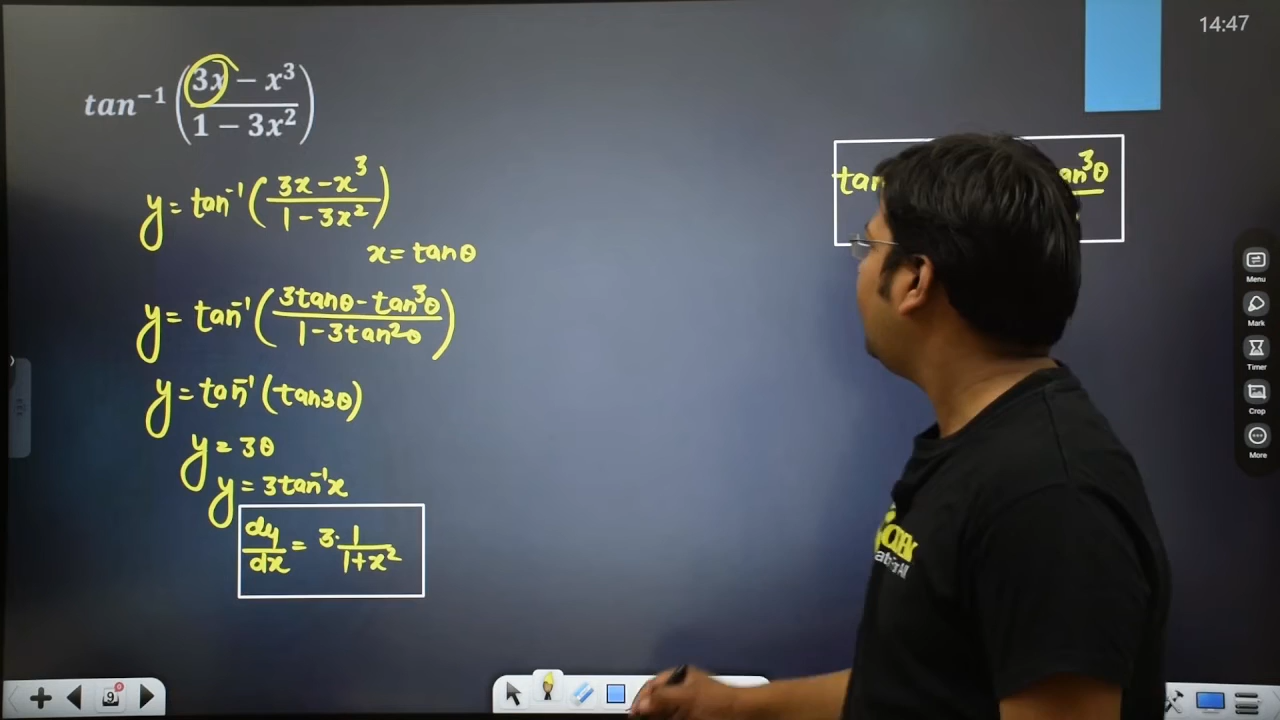 14:47
tan⁻¹ (3x − x³ / 1 − 3x²)
y = tan⁻¹ (3x − x³ / 1 − 3x²)
x = tanθ
y = tan⁻¹ (3tanθ − tan³θ / 1 − 3tan²θ)
y = tan⁻¹ (tan3θ)
y = 3θ
y = 3tan⁻¹x
dy/dx = 3·1/1+x²
Menu
Mark
Timer
Crop
More
9